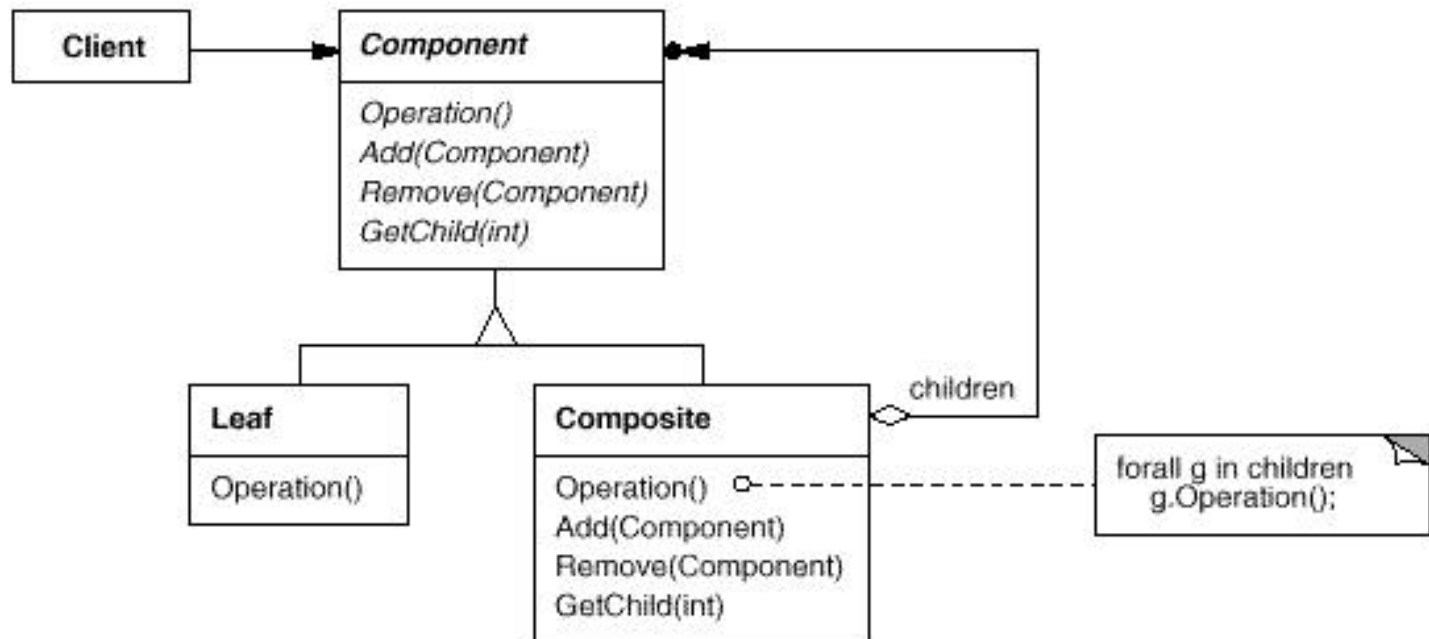 Client
Component
Operation()
Add(Component)
Remove(Component)
GetChild(int)
children
Leaf
Operation()
Composite
Operation()
Add(Component)
Remove(Component)
GetChild(int)
forall g in children
g.Operation();